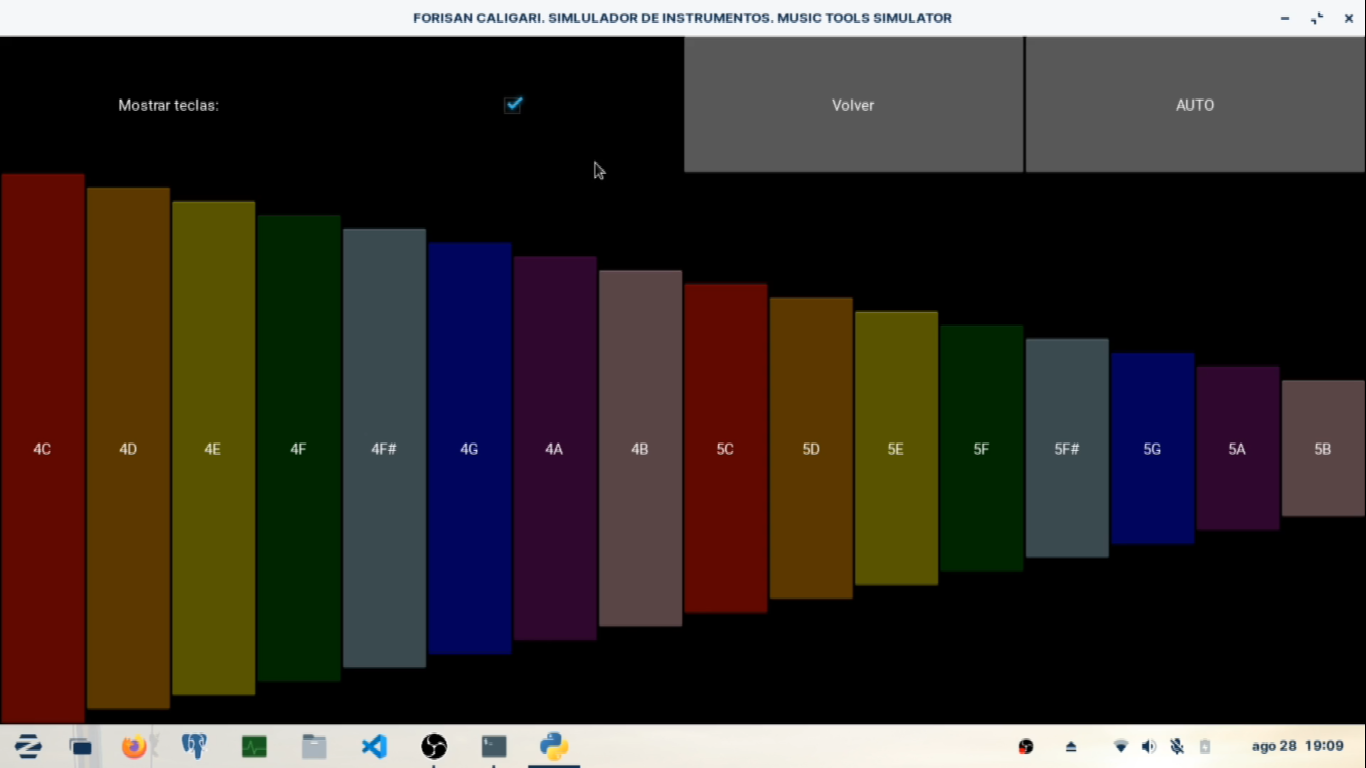 FORISAN CALIGARI. SIMLULADOR DE INSTRUMENTOS. MUSIC TOOLS SIMULATOR
Mostrar teclas:
Volver
AUTO
4C 4D 4E 4F 4F# 4G 4A 4B 5C 5D 5E 5F 5F# 5G 5A 5B
ago 28 19:09